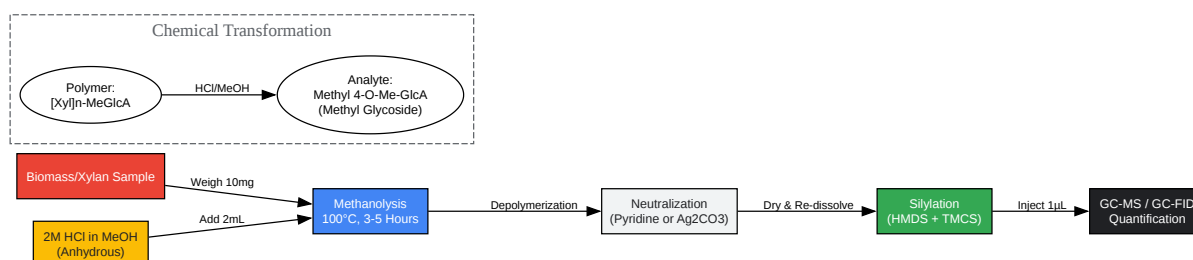 Chemical Transformation
Polymer:
[Xyl]n-MeGlcA
HCl/MeOH
Analyte:
Methyl 4-O-Me-GlcA
(Methyl Glycoside)
Biomass/Xylan Sample
Weigh 10mg
2M HCl in MeOH
(Anhydrous)
Add 2mL
Methanolysis
100°C, 3-5 Hours
Depolymerization
Neutralization
(Pyridine or Ag2CO3)
Dry & Re-dissolve
Silylation
(HMDS + TMCS)
Inject 1µL
GC-MS / GC-FID
Quantification